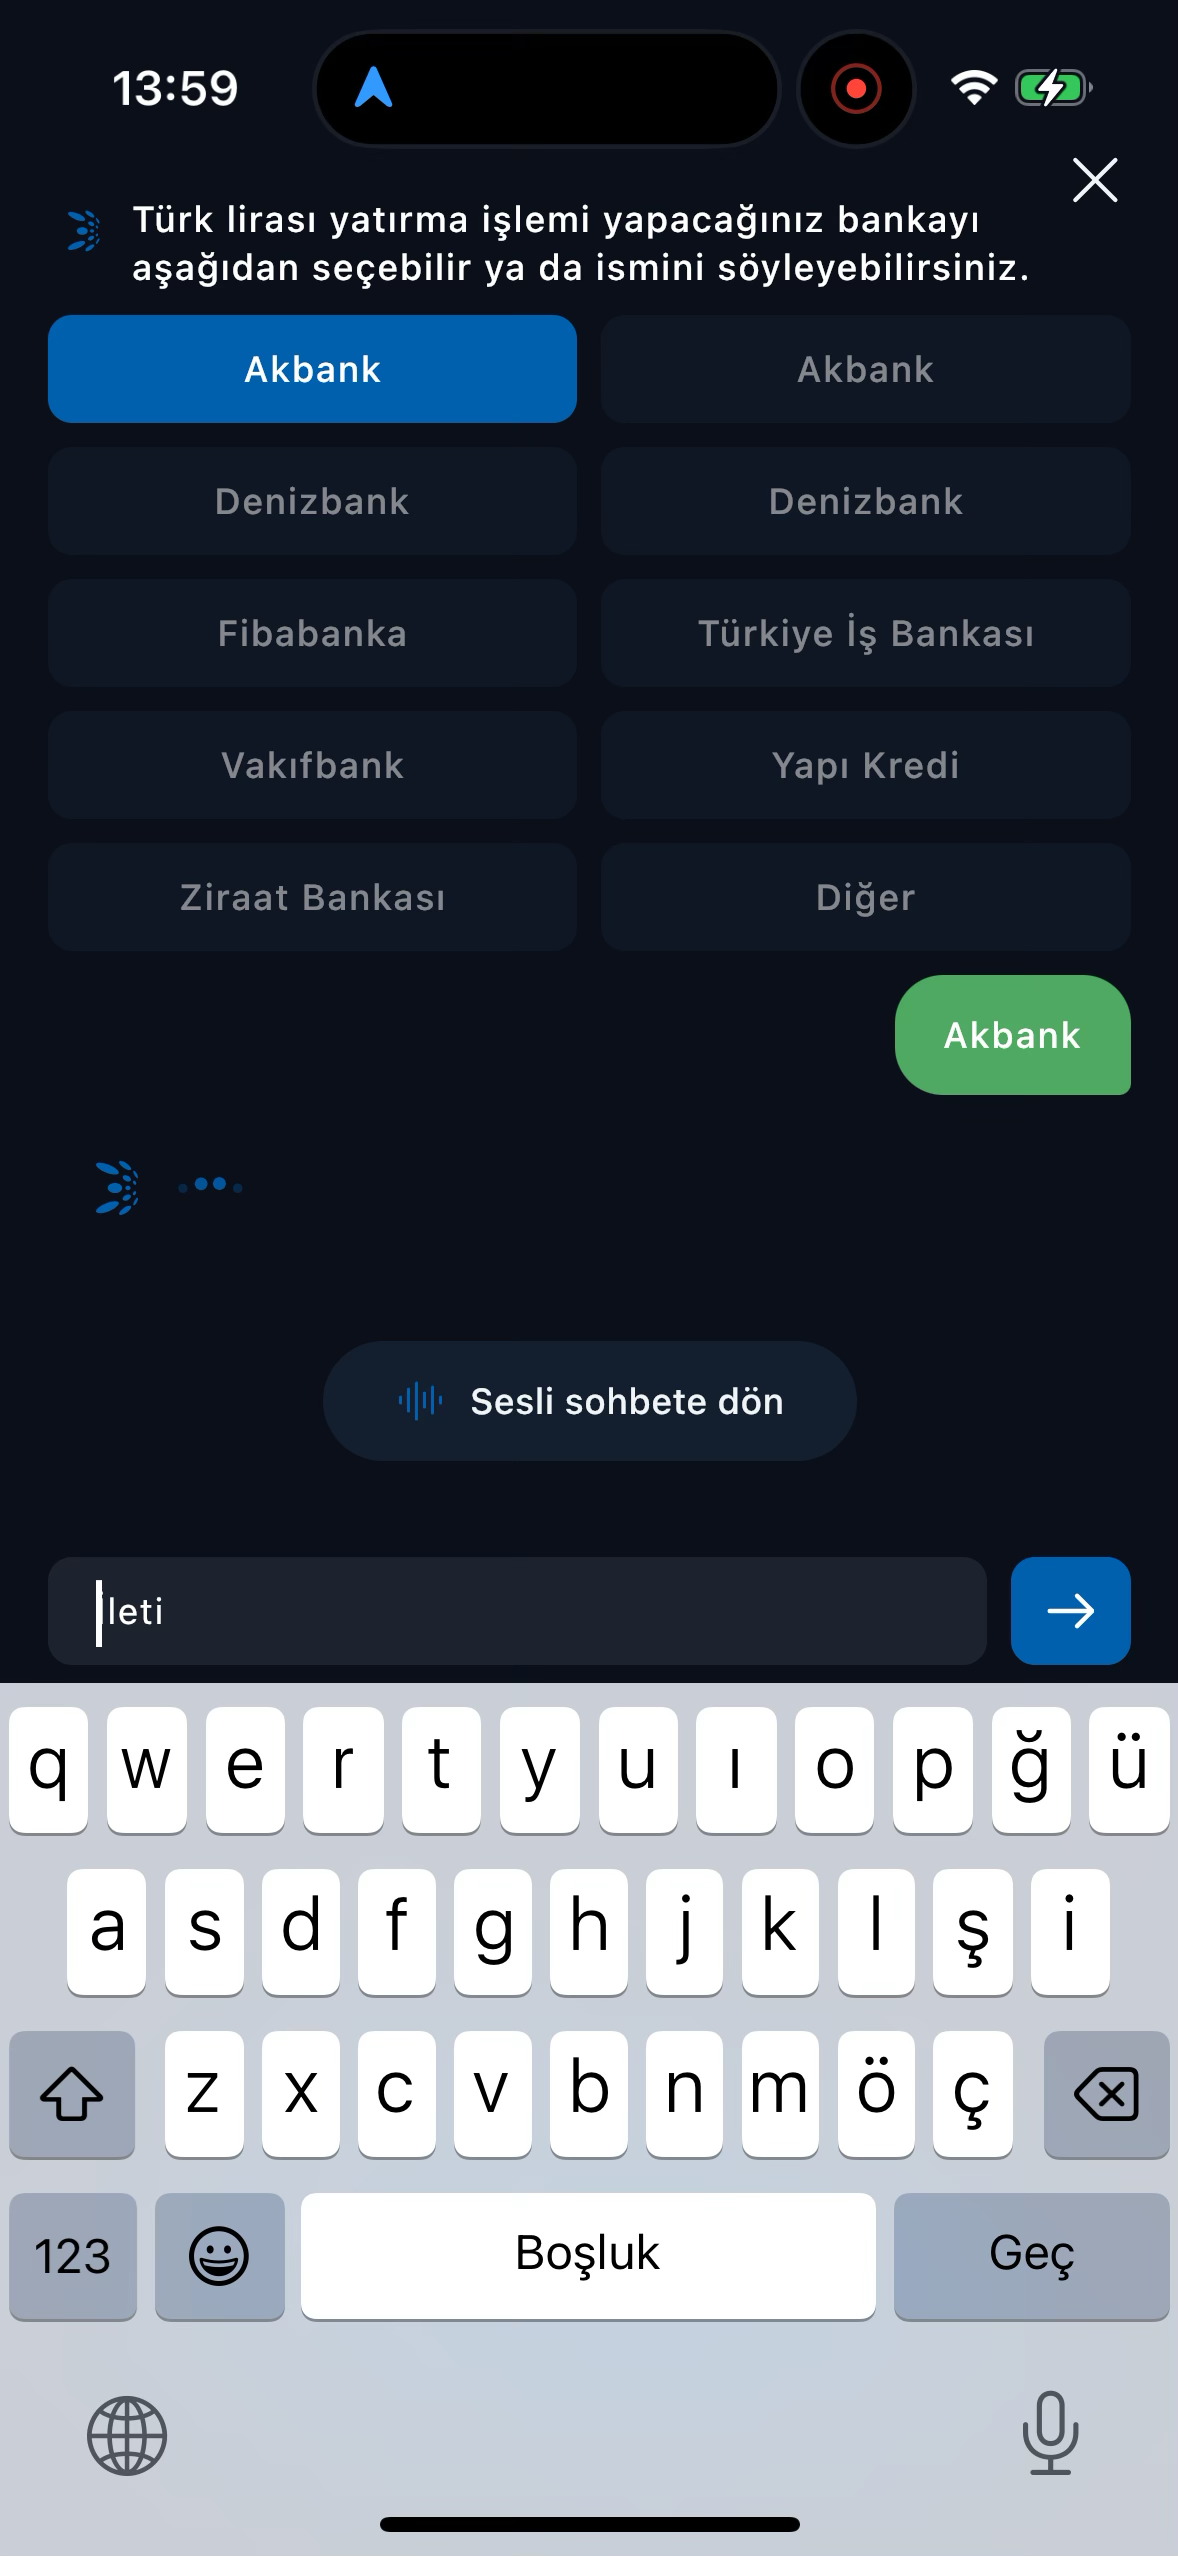 13:59
Türk lirası yatırma işlemi yapacağınız bankayı
aşağıdan seçebilir ya da ismini söyleyebilirsiniz.
Akbank
Akbank
Denizbank
Denizbank
Fibabanka
Türkiye İş Bankası
Vakıfbank
Yapı Kredi
Ziraat Bankası
Diğer
Akbank
Sesli sohbete dön
İleti
q w e r t y u ı o p ğ ü
a s d f g h j k l ş i
z x c v b n m ö ç
123
Boşluk
Geç